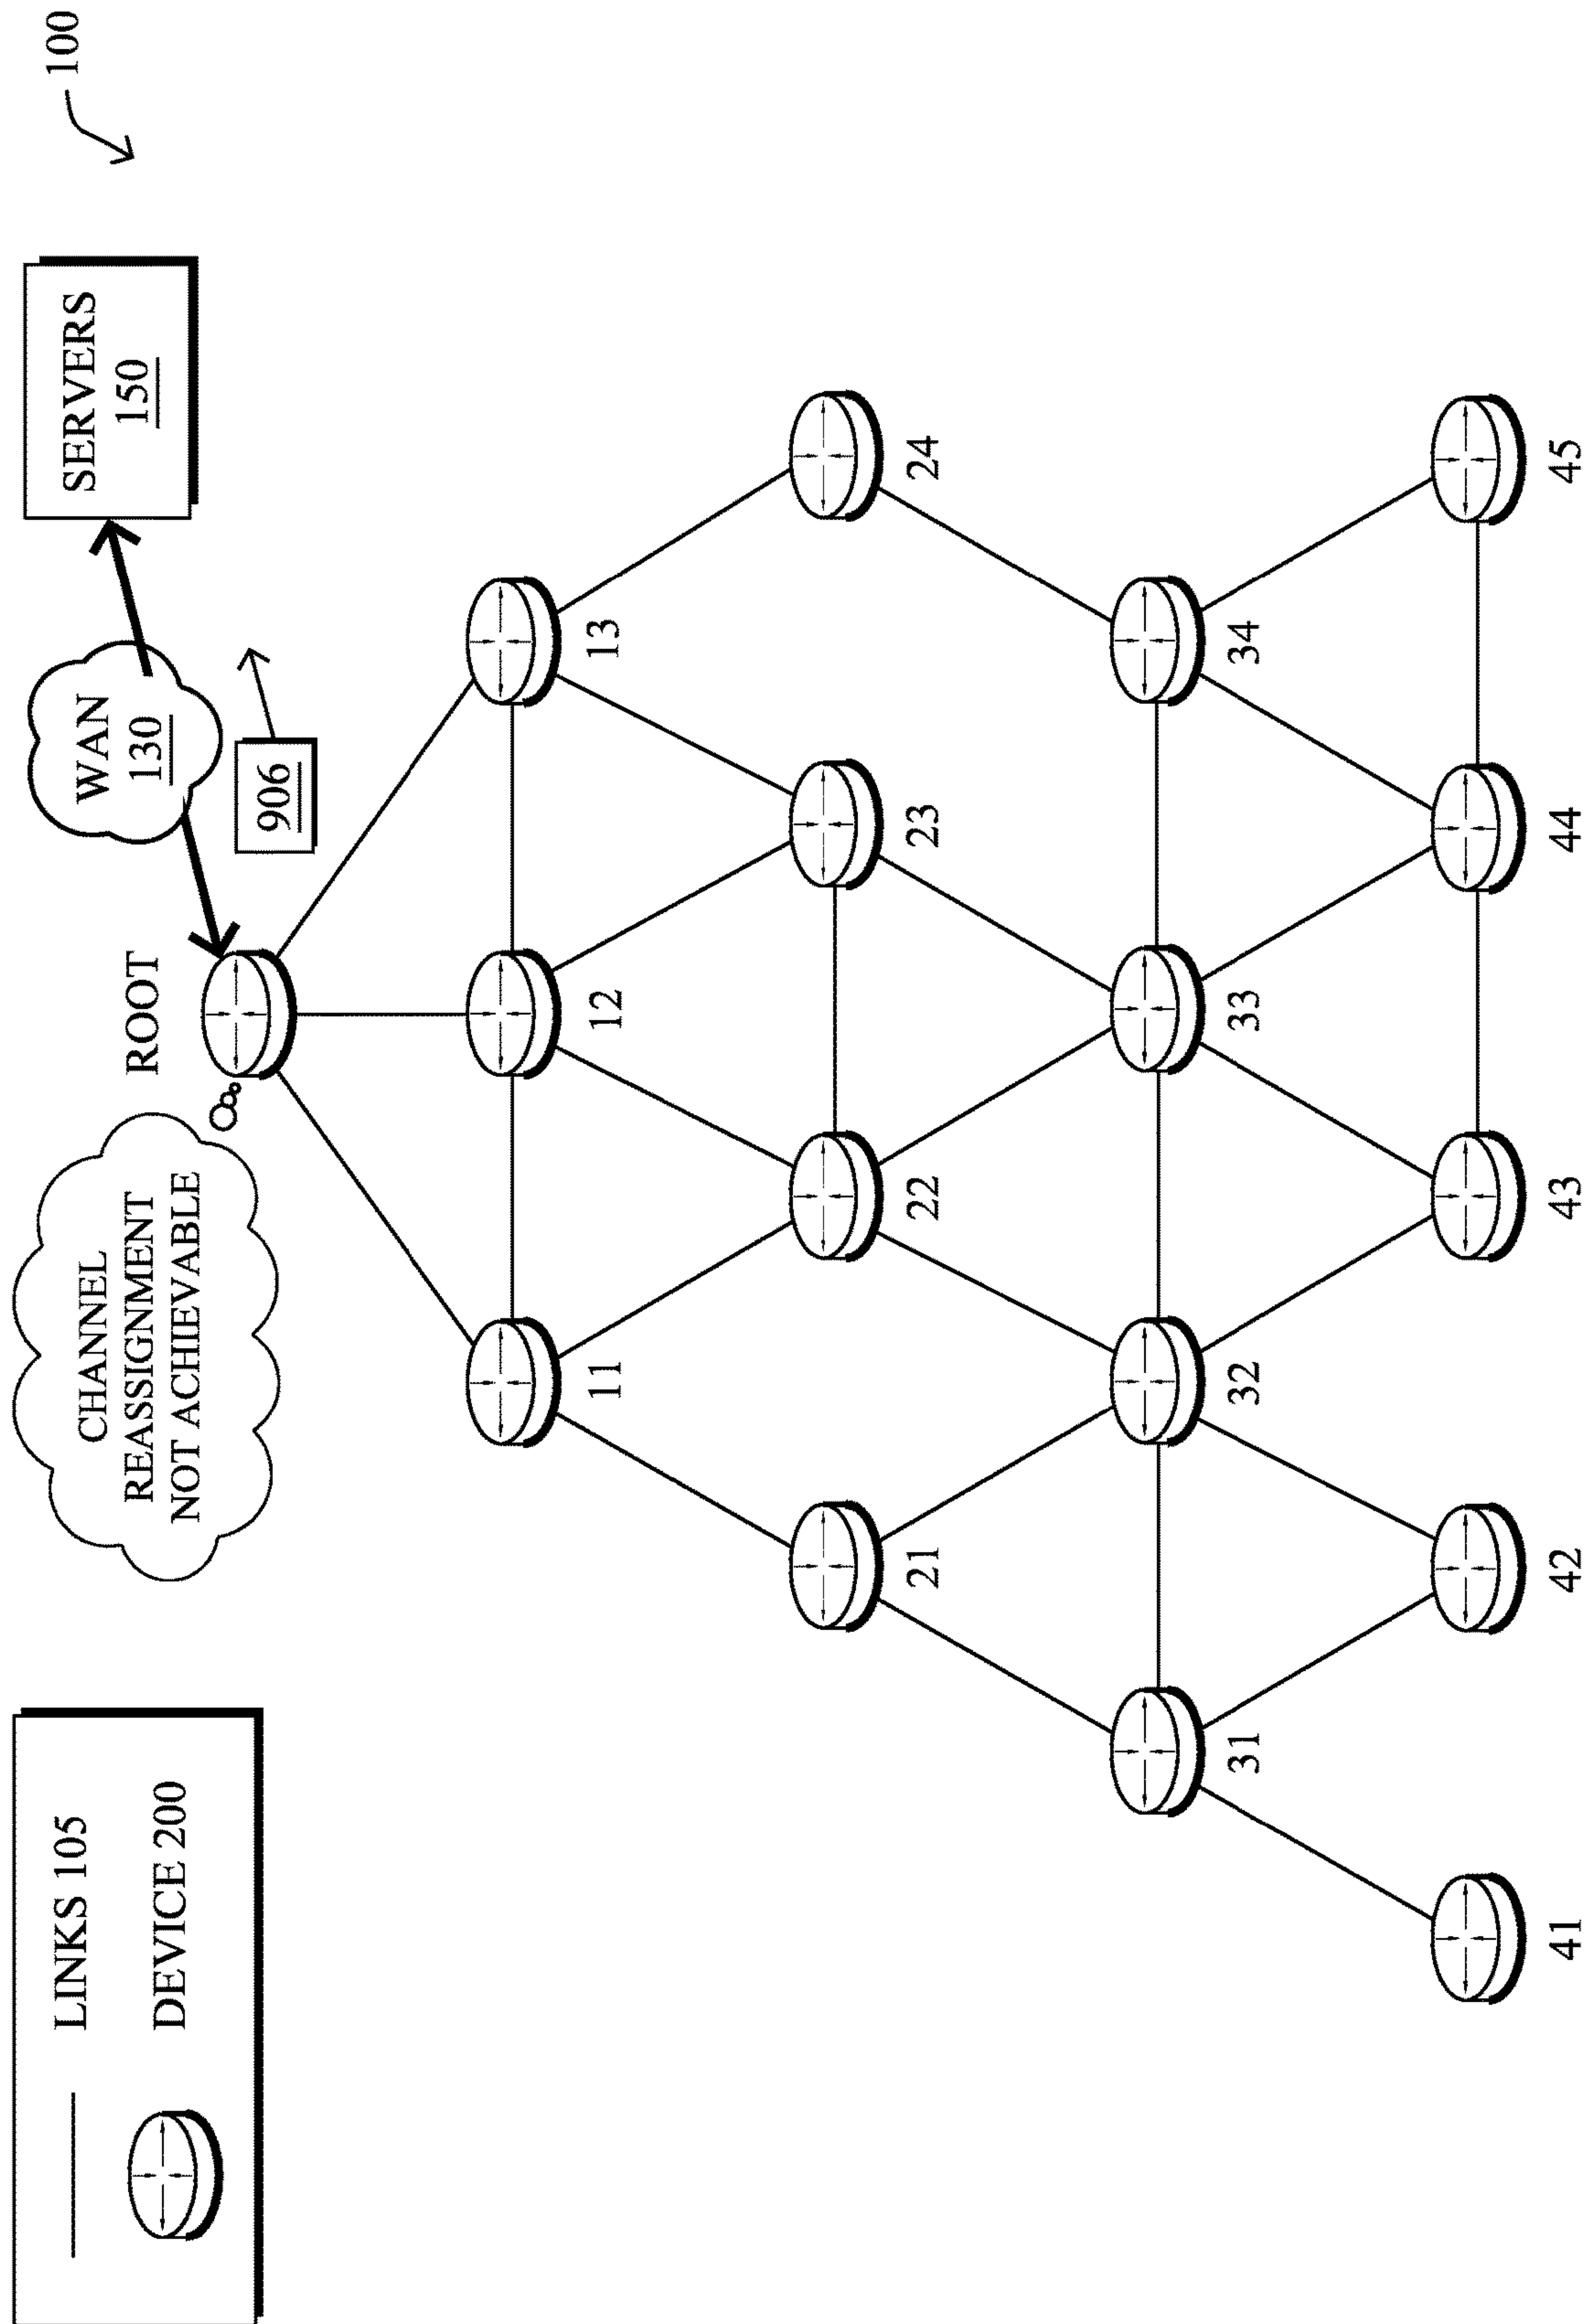 LINKS 105
DEVICE 200
CHANNEL
REASSIGNMENT
NOT ACHIEVABLE
ROOT
WAN
130
906
SERVERS
150
100
11
12
13
21
22
23
24
31
32
33
34
41
42
43
44
45